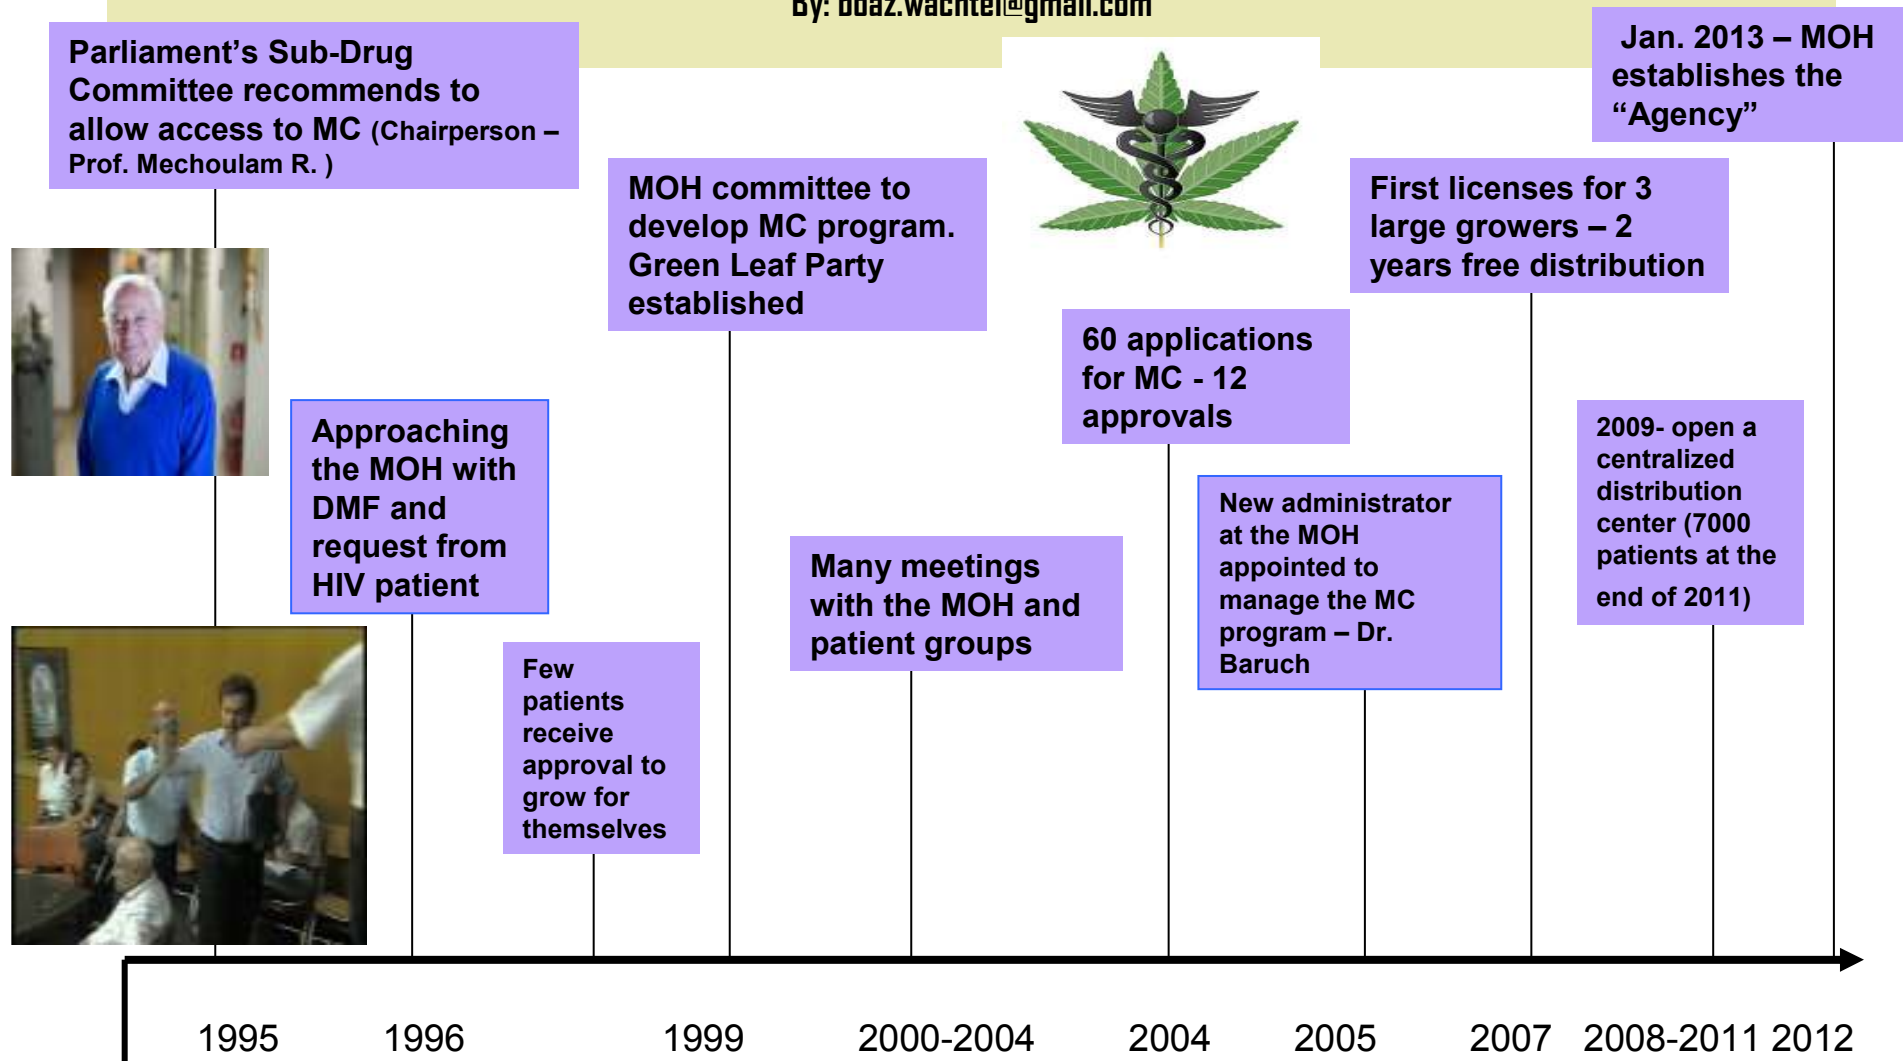 By: boaz.wachtel@gmail.com
Parliament’s Sub-Drug
Committee recommends to
allow access to MC (Chairperson –
Prof. Mechoulam R. )
Approaching
the MOH with
DMF and
request from
HIV patient
Few
patients
receive
approval to
grow for
themselves
MOH committee to
develop MC program.
Green Leaf Party
established
Many meetings
with the MOH and
patient groups
60 applications
for MC - 12
approvals
New administrator
at the MOH
appointed to
manage the MC
program – Dr.
Baruch
First licenses for 3
large growers – 2
years free distribution
2009- open a
centralized
distribution
center (7000
patients at the
end of 2011)
Jan. 2013 – MOH
establishes the
“Agency”
1995 1996 1999 2000-2004 2004 2005 2007 2008-2011 2012